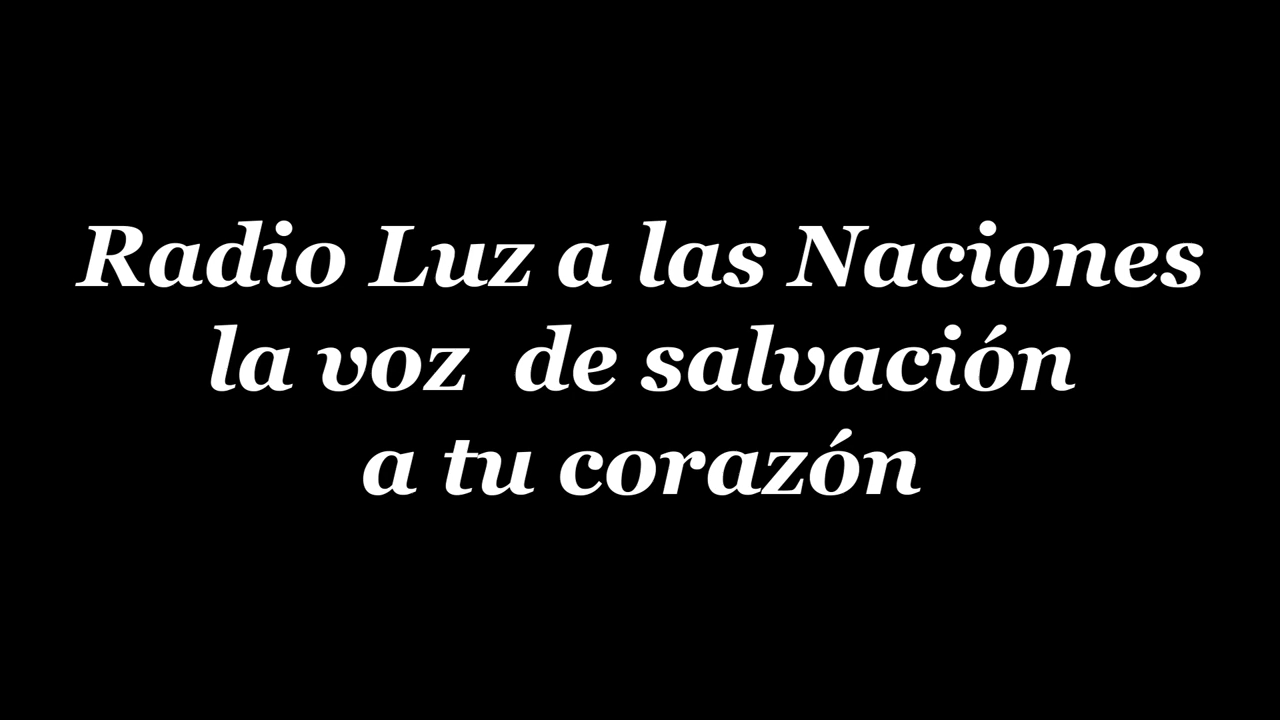 Radio Luz a las Naciones
la voz  de salvación
a tu corazón